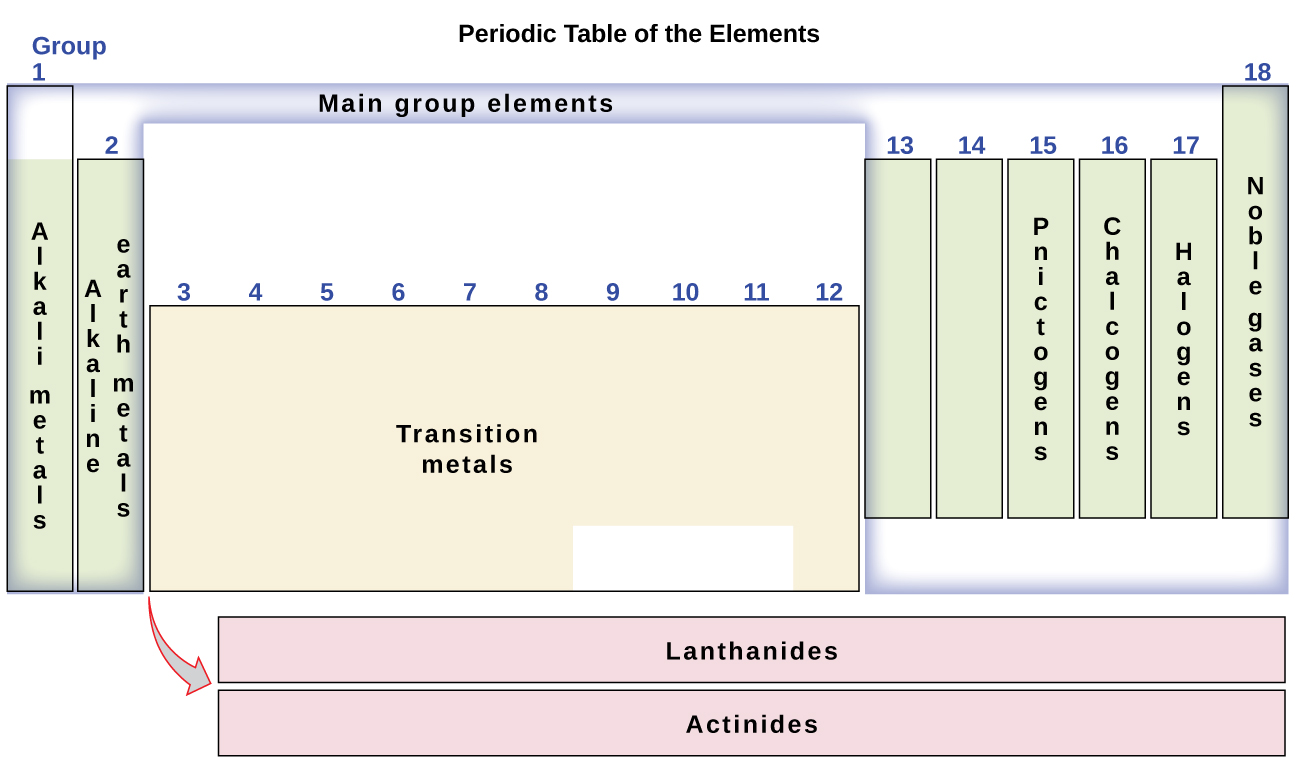 Periodic Table of the Elements
Group
1
18
Main group elements
2
13
14
15
16
17
3
4
5
6
7
8
9
10
11
12
Alkali metals
Alkaline
earth metals
Transition
metals
Pnictogens
Chalcogens
Halogens
Noble gases
Lanthanides
Actinides